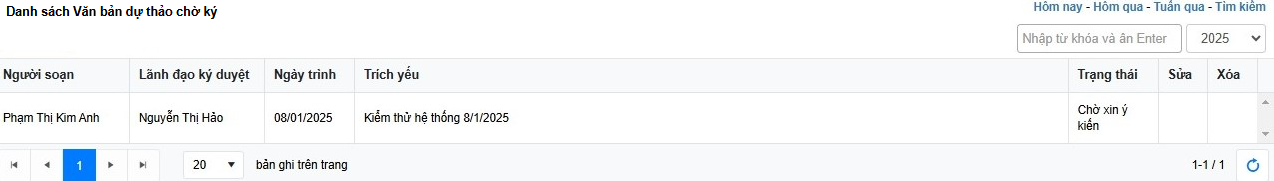 Danh sách Văn bản dự thảo chờ ký
Hôm nay - Hôm qua - Tuần qua - Tìm kiếm
Nhập từ khóa và ấn Enter 2025
Người soạn Lãnh đạo ký duyệt Ngày trình Trích yếu Trạng thái Sửa Xóa
Phạm Thị Kim Anh Nguyễn Thị Hảo 08/01/2025 Kiểm thử hệ thống 8/1/2025 Chờ xin ý
kiến
1 20 bản ghi trên trang 1-1 / 1